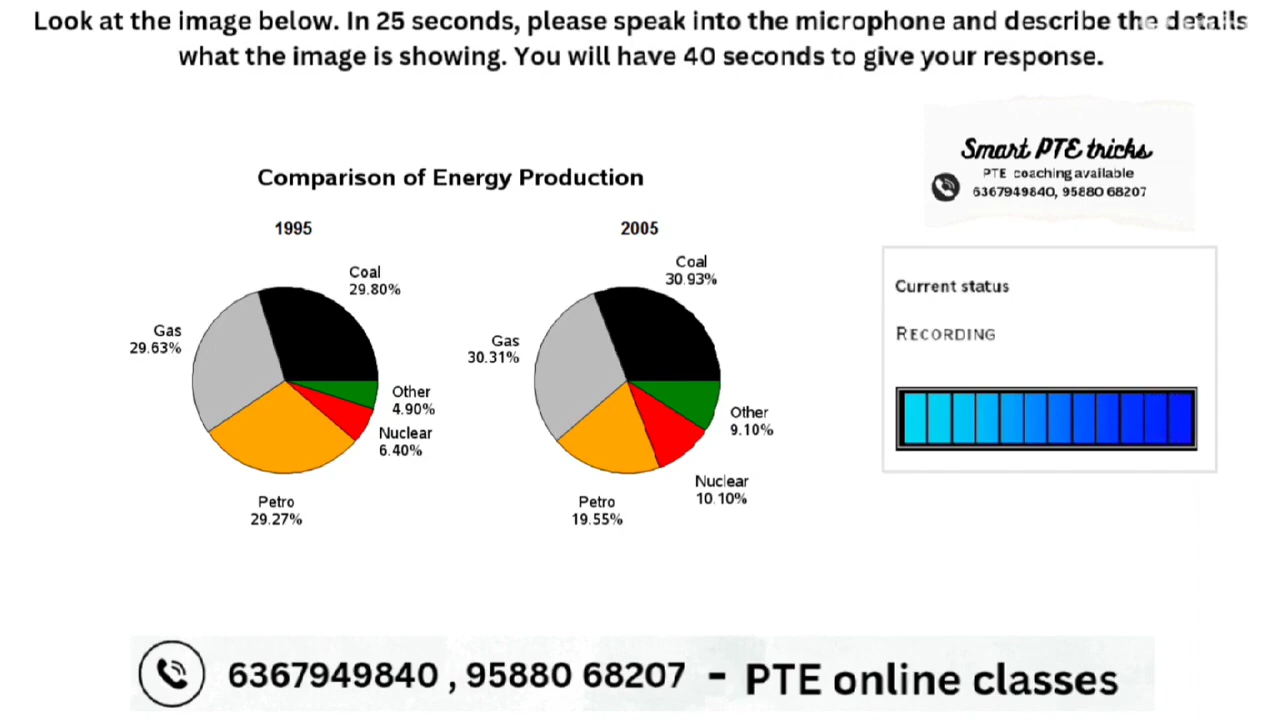 Look at the image below. In 25 seconds, please speak into the microphone and describe the details
what the image is showing. You will have 40 seconds to give your response.
Smart PTE tricks
PTE coaching available
6367949840, 95880 68207
Comparison of Energy Production
1995
2005
Coal
29.80%
Gas
29.63%
Other
4.90%
Nuclear
6.40%
Petro
29.27%
Coal
30.93%
Gas
30.31%
Other
9.10%
Nuclear
10.10%
Petro
19.55%
Current status
RECORDING
6367949840 , 95880 68207 - PTE online classes